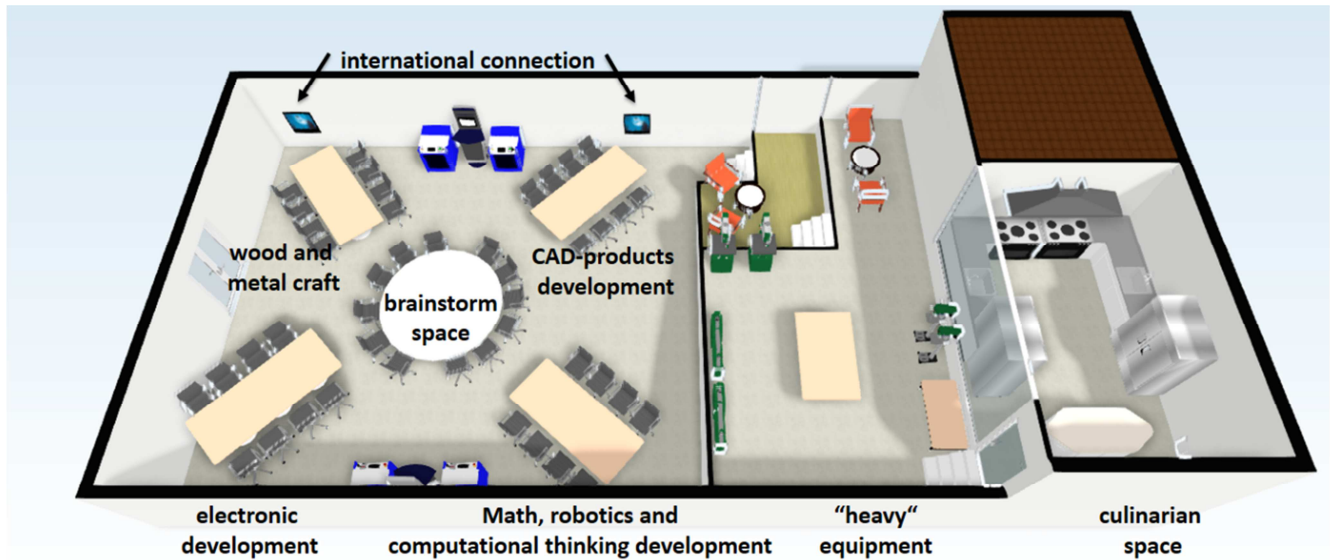 international connection
wood and
metal craft
CAD-products
development
brainstorm
space
electronic
development
Math, robotics and
computational thinking development
“heavy“
equipment
culinarian
space